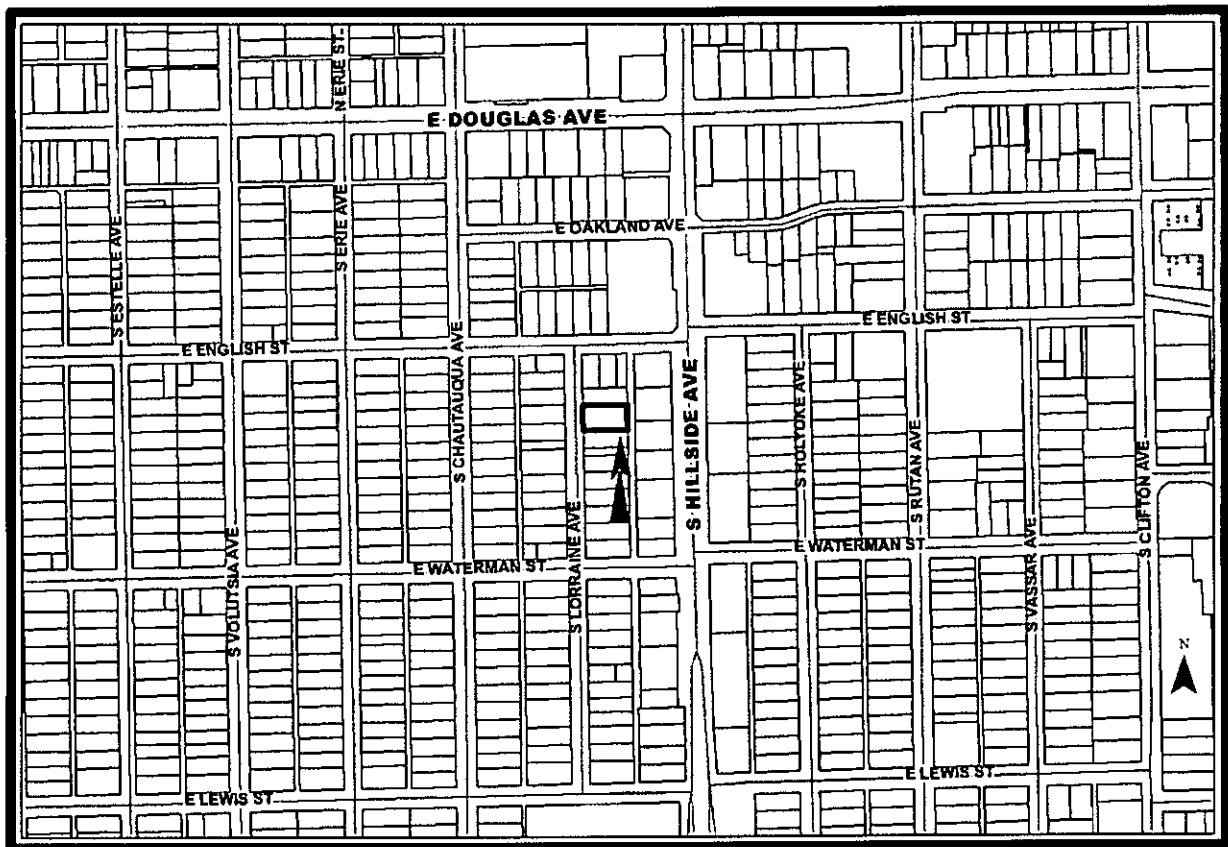 N ERIE ST.
E DOUGLAS AVE
S ESTELLE AVE
S ERIE AVE
E OAKLAND AVE
E ENGLISH ST
E ENGLISH ST
S CHAUTAUQUA AVE
S HILLSIDE AVE
S HOLYOKE AVE
S RUTAN AVE
S CLIFTON AVE
S VOLUTSIA AVE
S LORRAINE AVE
E WATERMAN ST
E WATERMAN ST
S VASSAR AVE
N
E LEWIS ST
E LEWIS ST